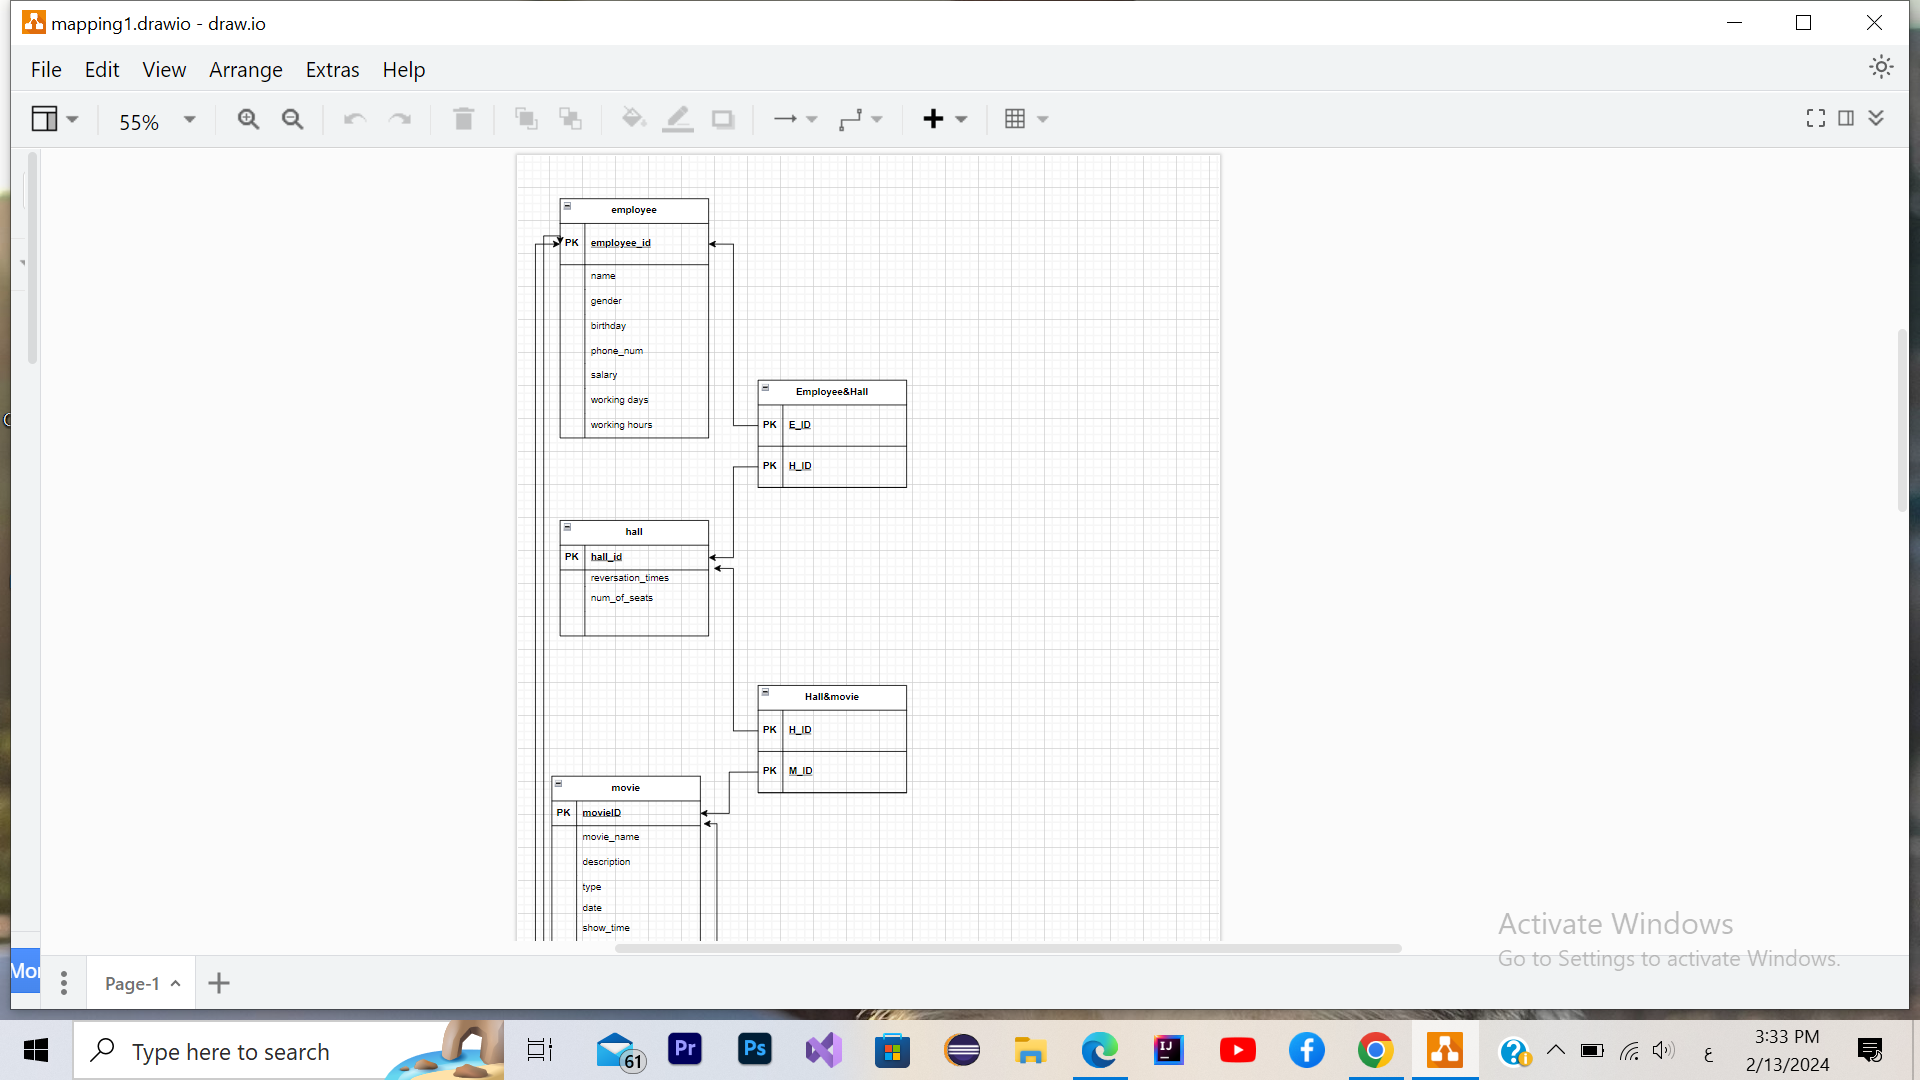 mapping1.drawio - draw.io
File Edit View Arrange Extras Help
55%
employee
PK employee_id
name
gender
birthday
phone_num
salary
working days
working hours
Employee&Hall
PK E_ID
PK H_ID
hall
PK hall_id
reversation_times
num_of_seats
Hall&movie
PK H_ID
PK M_ID
movie
PK movieID
movie_name
description
type
date
show_time
Activate Windows
Go to Settings to activate Windows.
Page-1
Type here to search
61
Pr
Ps
IJ
ع
3:33 PM
2/13/2024